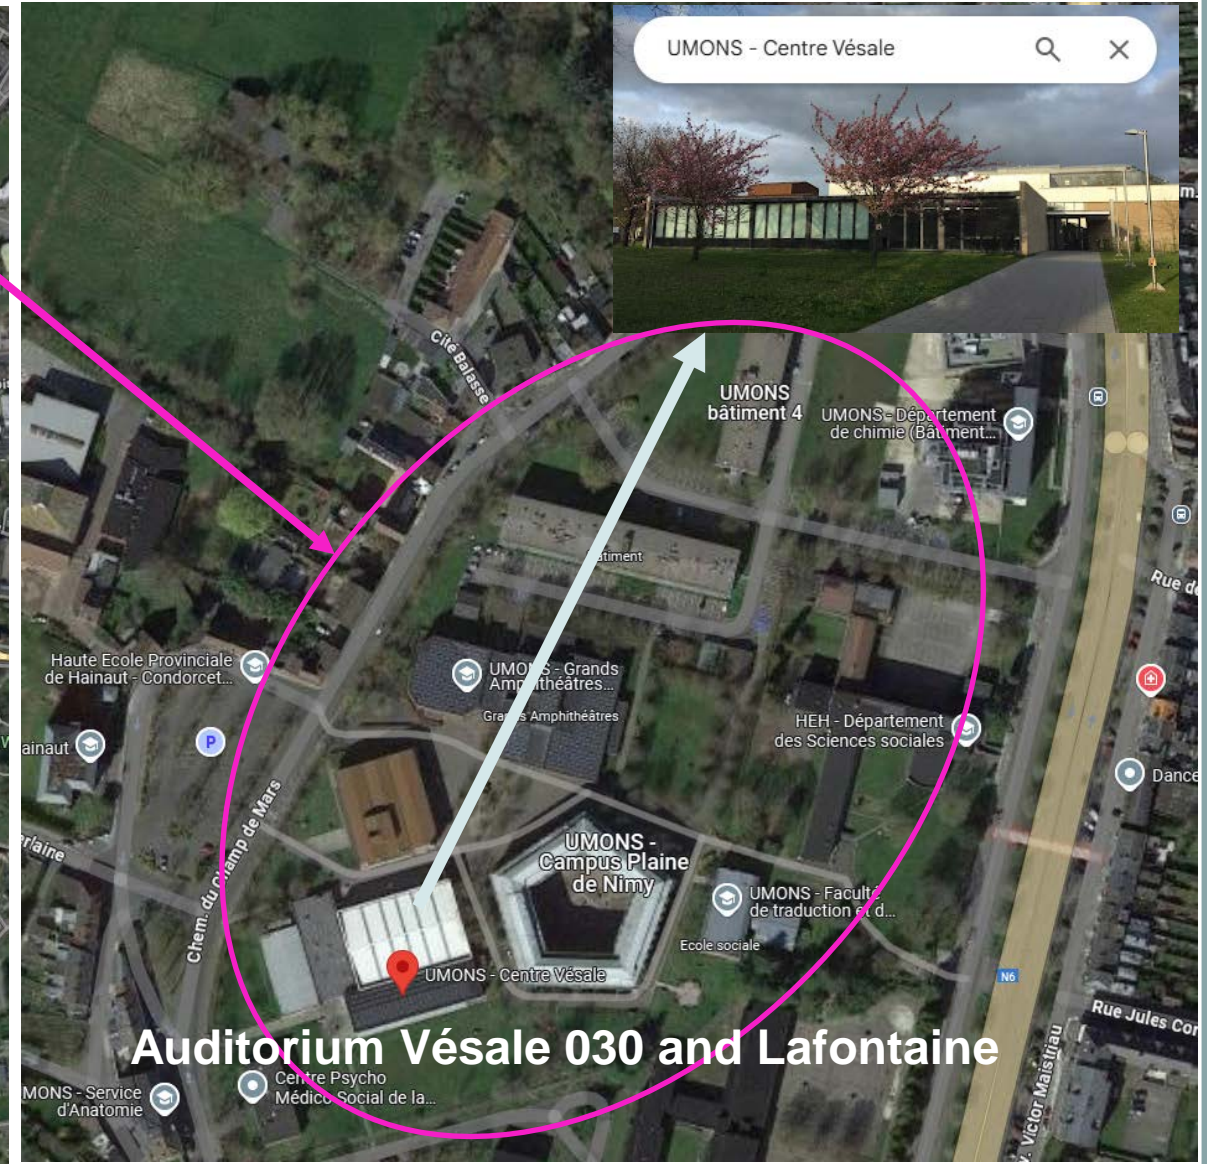 UMONS - Centre Vésale
Cité Balasse
UMONS
bâtiment 4
UMONS - Département
de chimie (Bâtiment...
Rue de
Haute Ecole Provinciale
de Hainaut - Condorcet...
UMONS - Grands
Amphithéâtres...
Grands Amphithéâtres
HEH - Département
des Sciences sociales
ainaut
P
Dance
Chem. du Champ de Mars
erlaine
UMONS -
Campus Plaine
de Nimy
UMONS - Faculté
de traduction et d...
Ecole sociale
UMONS - Centre Vésale
N6
Rue Jules Cor
Auditorium Vésale 030 and Lafontaine
Centre Psycho
Médico Social de la...
MONS - Service
d'Anatomie
. Victor Maistriau